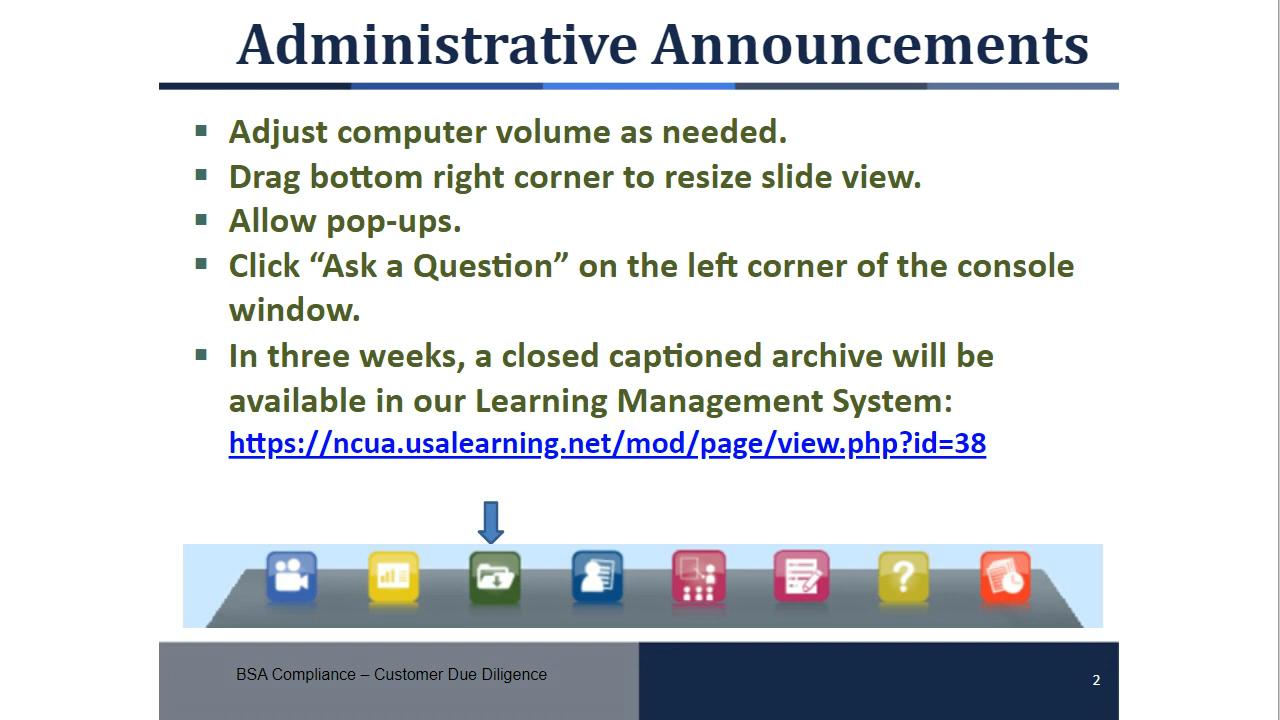 Administrative Announcements
Adjust computer volume as needed.
Drag bottom right corner to resize slide view.
Allow pop-ups.
Click “Ask a Question” on the left corner of the console
window.
In three weeks, a closed captioned archive will be
available in our Learning Management System:
https://ncua.usalearning.net/mod/page/view.php?id=38
?
BSA Compliance – Customer Due Diligence
2